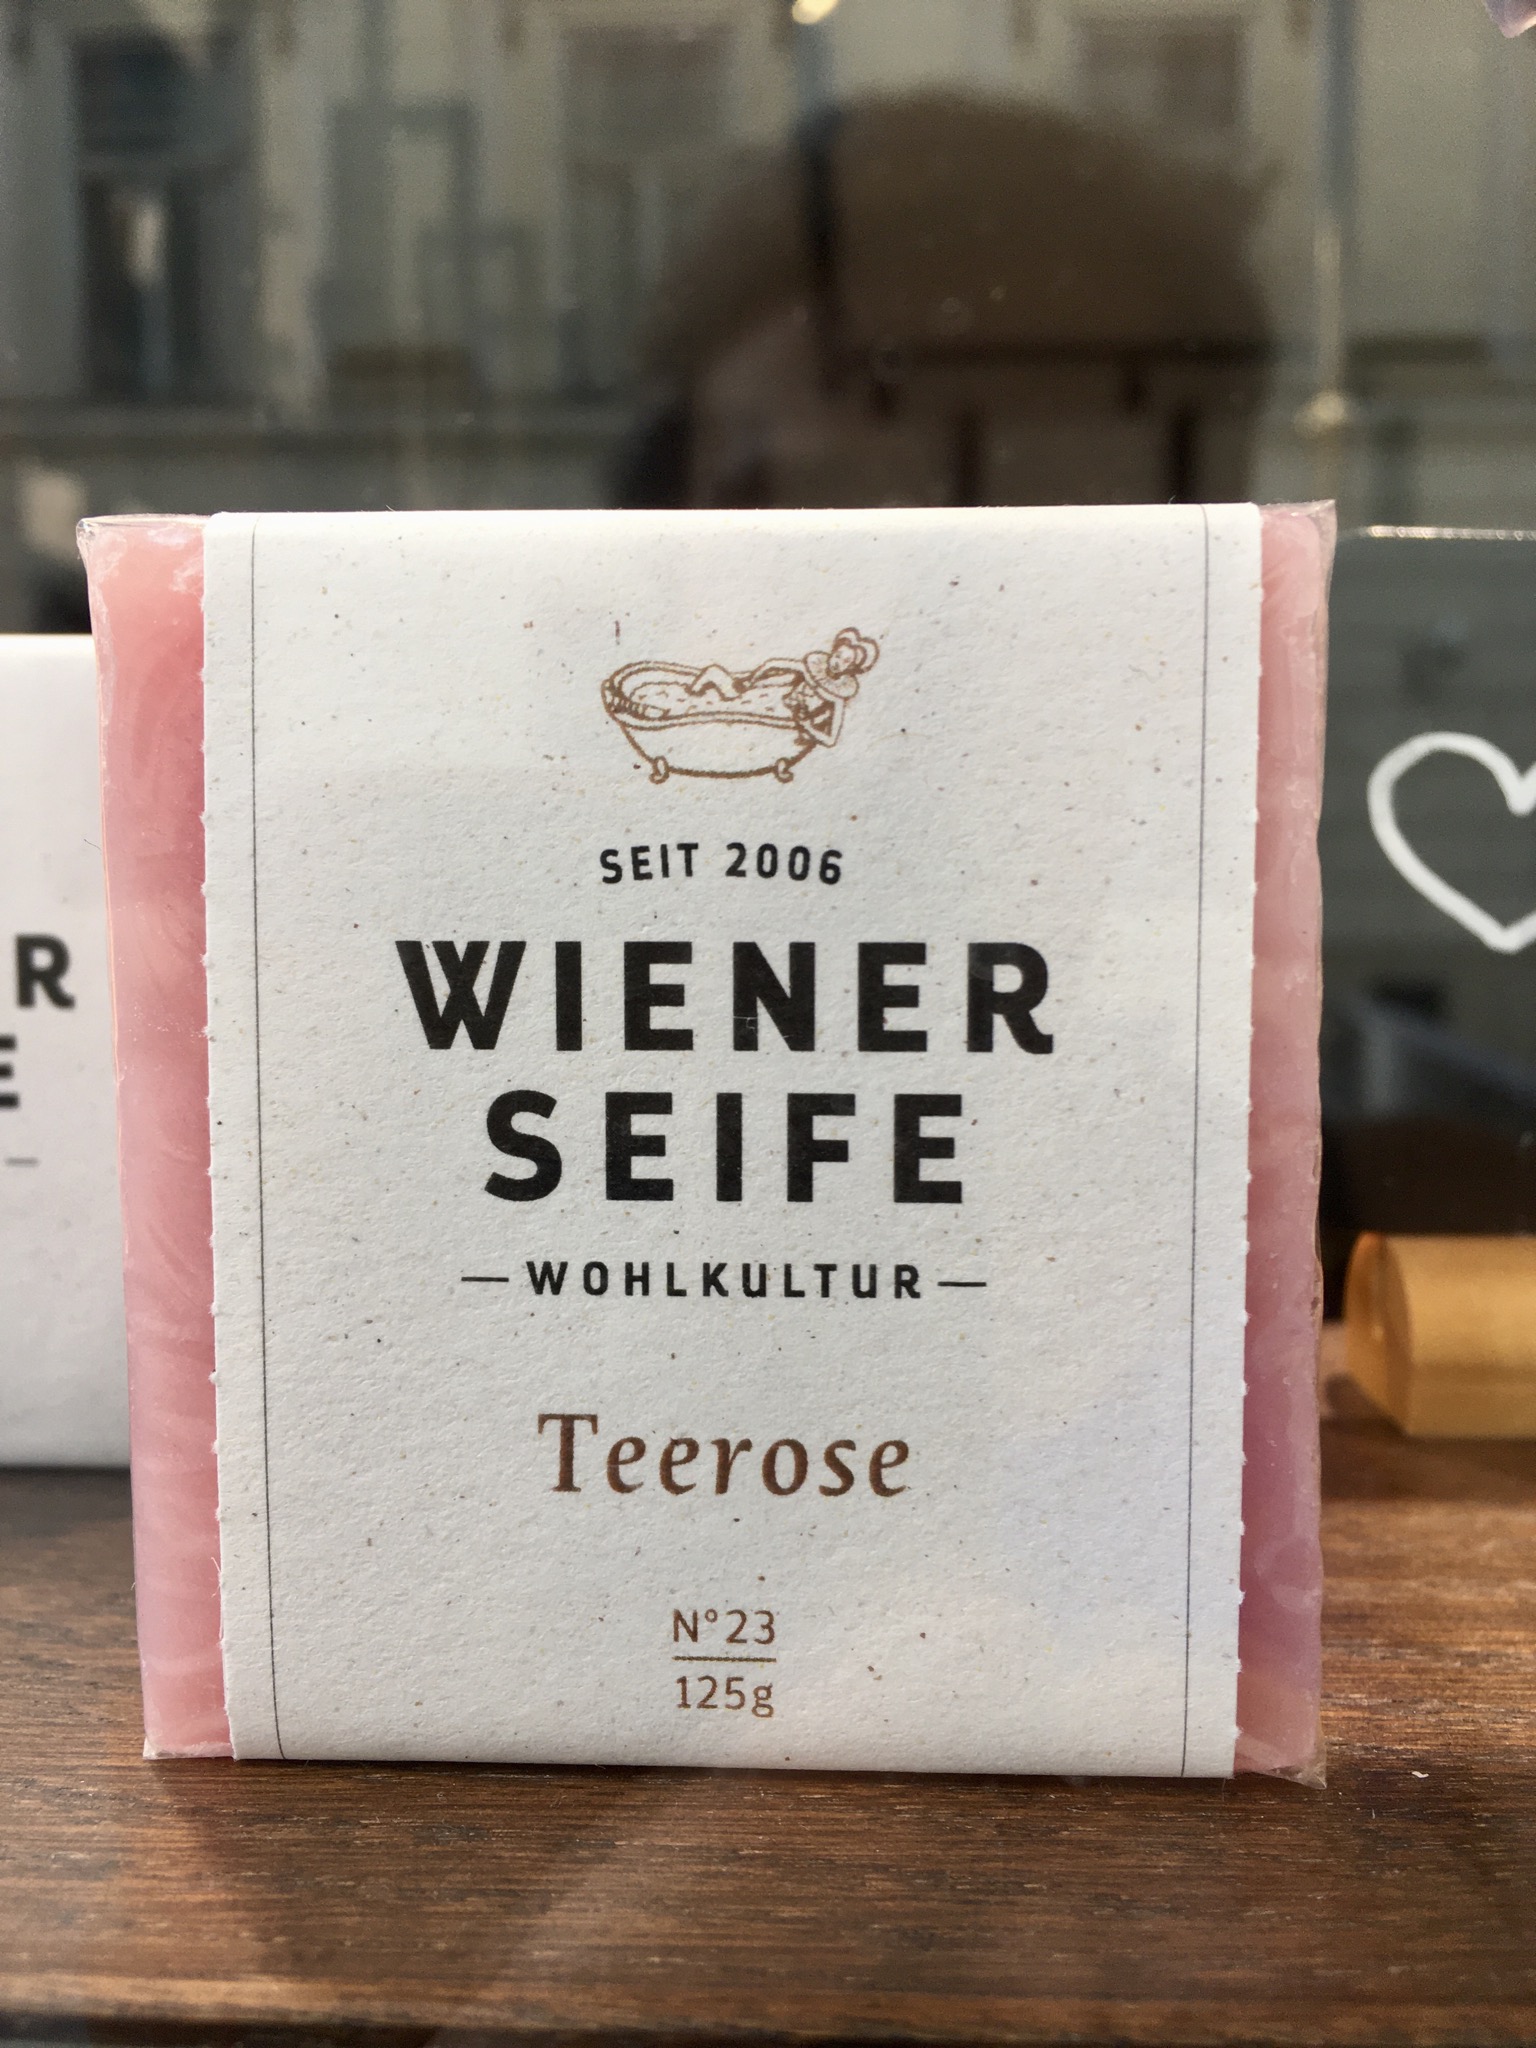 SEIT 2006
WIENER
SEIFE
—WOHLKULTUR—
Teerose
N°23
125g
R
E